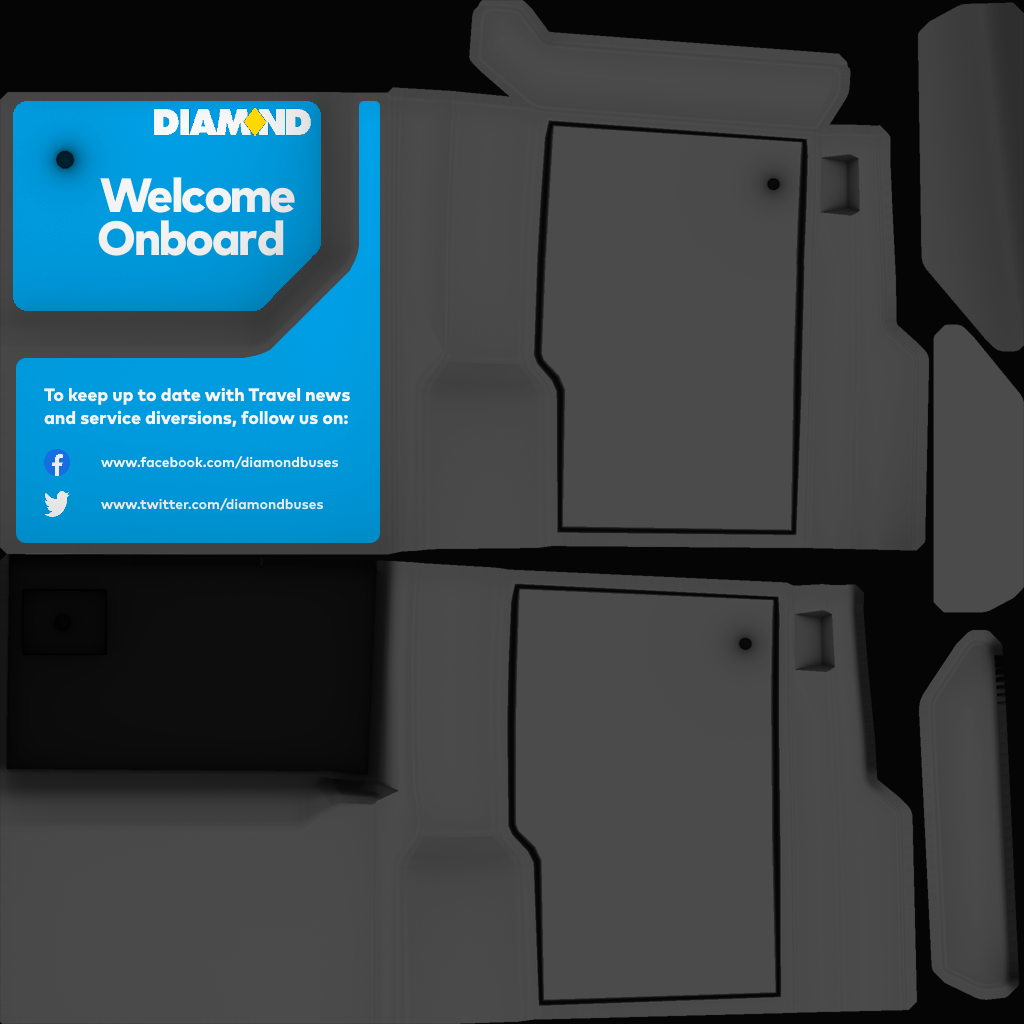 DIAMOND
Welcome
Onboard
To keep up to date with Travel news
and service diversions, follow us on:
www.facebook.com/diamondbuses
www.twitter.com/diamondbuses